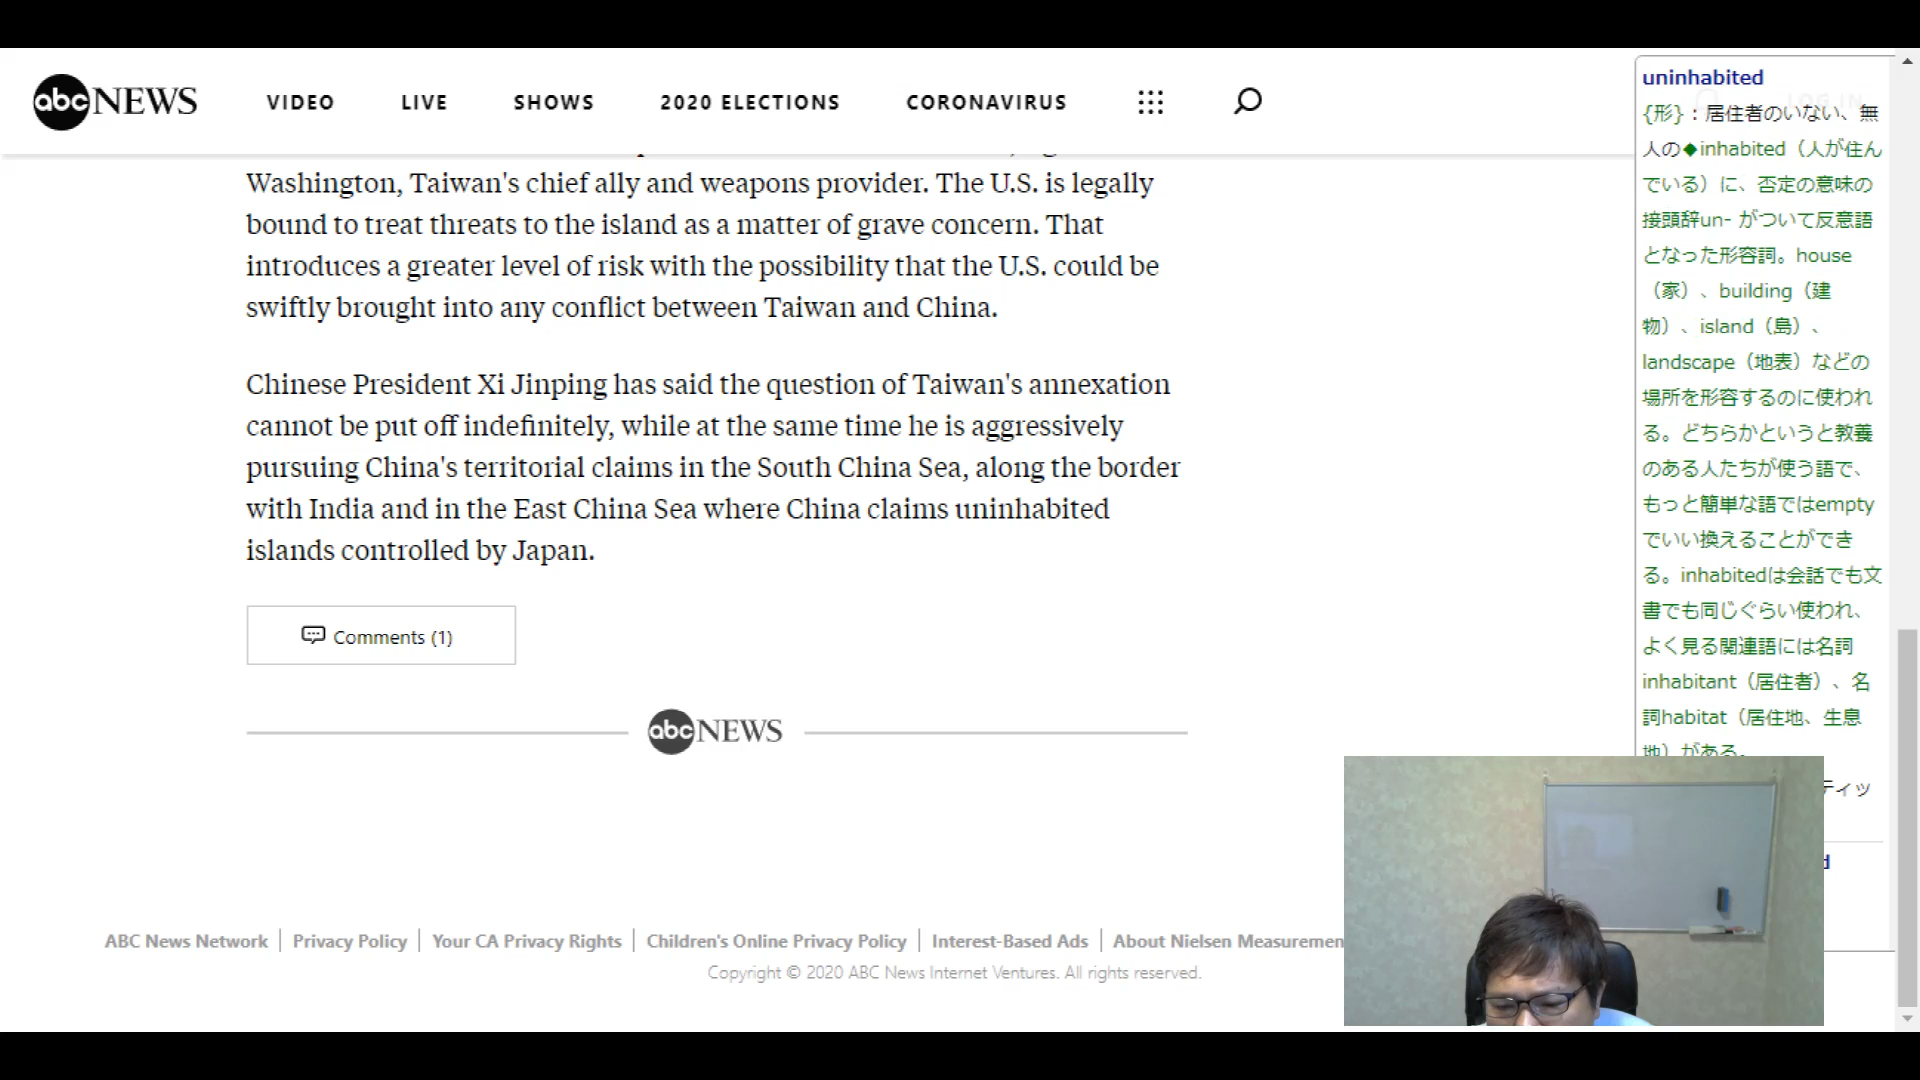 abc NEWS
VIDEO
LIVE
SHOWS
2020 ELECTIONS
CORONAVIRUS
Washington, Taiwan's chief ally and weapons provider. The U.S. is legally
bound to treat threats to the island as a matter of grave concern. That
introduces a greater level of risk with the possibility that the U.S. could be
swiftly brought into any conflict between Taiwan and China.
Chinese President Xi Jinping has said the question of Taiwan's annexation
cannot be put off indefinitely, while at the same time he is aggressively
pursuing China's territorial claims in the South China Sea, along the border
with India and in the East China Sea where China claims uninhabited
islands controlled by Japan.
Comments (1)
abc NEWS
ABC News Network
Privacy Policy
Your CA Privacy Rights
Children's Online Privacy Policy
Interest-Based Ads
About Nielsen Measuremen
Copyright © 2020 ABC News Internet Ventures. All rights reserved.
LOG IN
uninhabited
{形}：居住者のいない、無
人の◆inhabited（人が住ん
でいる）に、否定の意味の
接頭辞un- がついて反意語
となった形容詞。house
（家）、building（建
物）、island（島）、
landscape（地表）などの
場所を形容するのに使われ
る。どちらかというと教養
のある人たちが使う語で、
もっと簡単な語ではempty
でいい換えることができ
る。inhabitedは会話でも文
書でも同じぐらい使われ、
よく見る関連語には名詞
inhabitant（居住者）、名
詞habitat（居住地、生息
地）がある。
ティッ
d